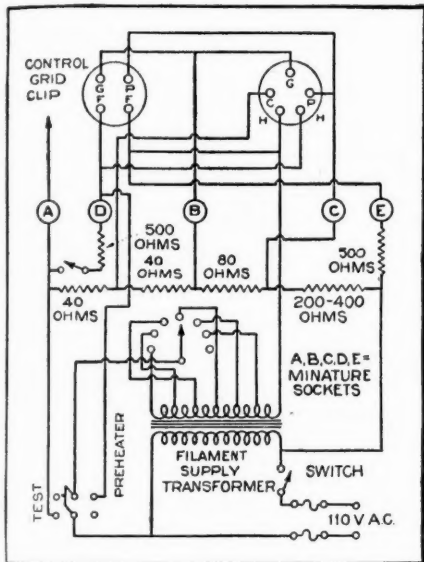 CONTROL
GRID
CLIP
G P
F F
G
C P
H H
A D B C E
500
OHMS
40
OHMS
80
OHMS
500
OHMS
40
OHMS
200-400
OHMS
A,B,C,D,E=
MINATURE
SOCKETS
PREHEATER
TEST
FILAMENT
SUPPLY
TRANSFORMER
SWITCH
110 V A.C.